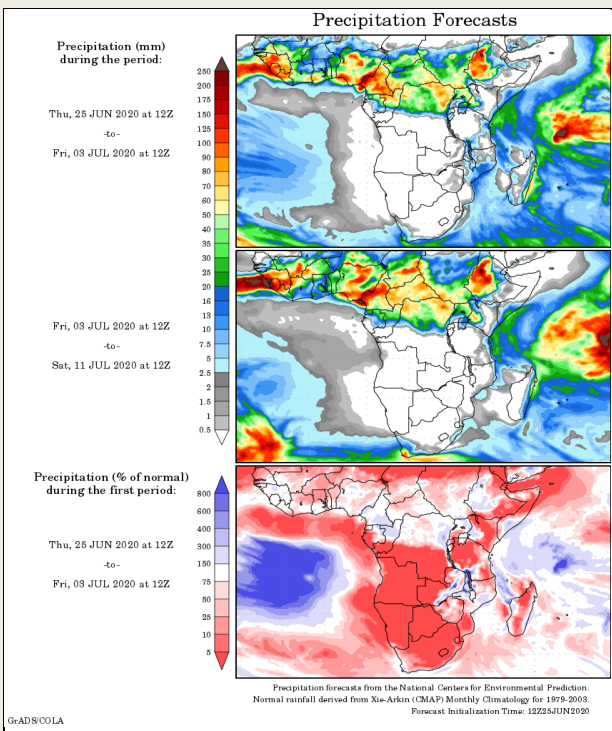 Precipitation Forecasts
Precipitation (mm)
during the period:
Thu, 25 JUN 2020 at 12Z
-to-
Fri, 03 JUL 2020 at 12Z
250
200
175
150
125
100
90
80
70
60
50
40
35
30
25
20
16
13
10
7.5
5
2.5
2
1.5
1
0.5
Fri, 03 JUL 2020 at 12Z
-to-
Sat, 11 JUL 2020 at 12Z
Precipitation (% of normal)
during the first period:
Thu, 25 JUN 2020 at 12Z
-to-
Fri, 03 JUL 2020 at 12Z
800
600
400
300
150
75
50
25
10
5
Precipitation forecasts from the National Centers for Environmental Prediction.
Normal rainfall derived from Xie-Arkin (CMAP) Monthly Climatology for 1979-2003.
Forecast Initialization Time: 12Z25JUN2020
GrADS/COLA